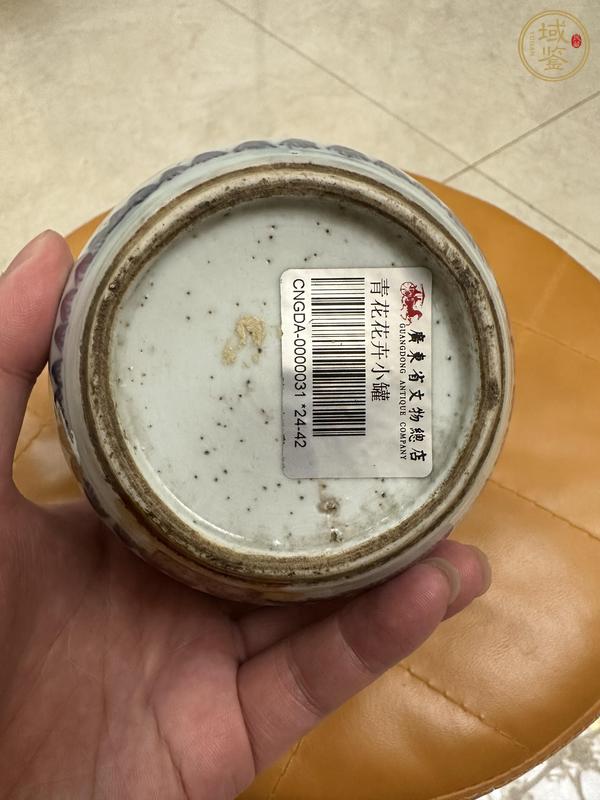 域鉴
YUJIAN
廣東省文物總店
GUANGDONG ANTIQUE COMPANY
青花花卉小罐
CNGDA-0000031 *24-42